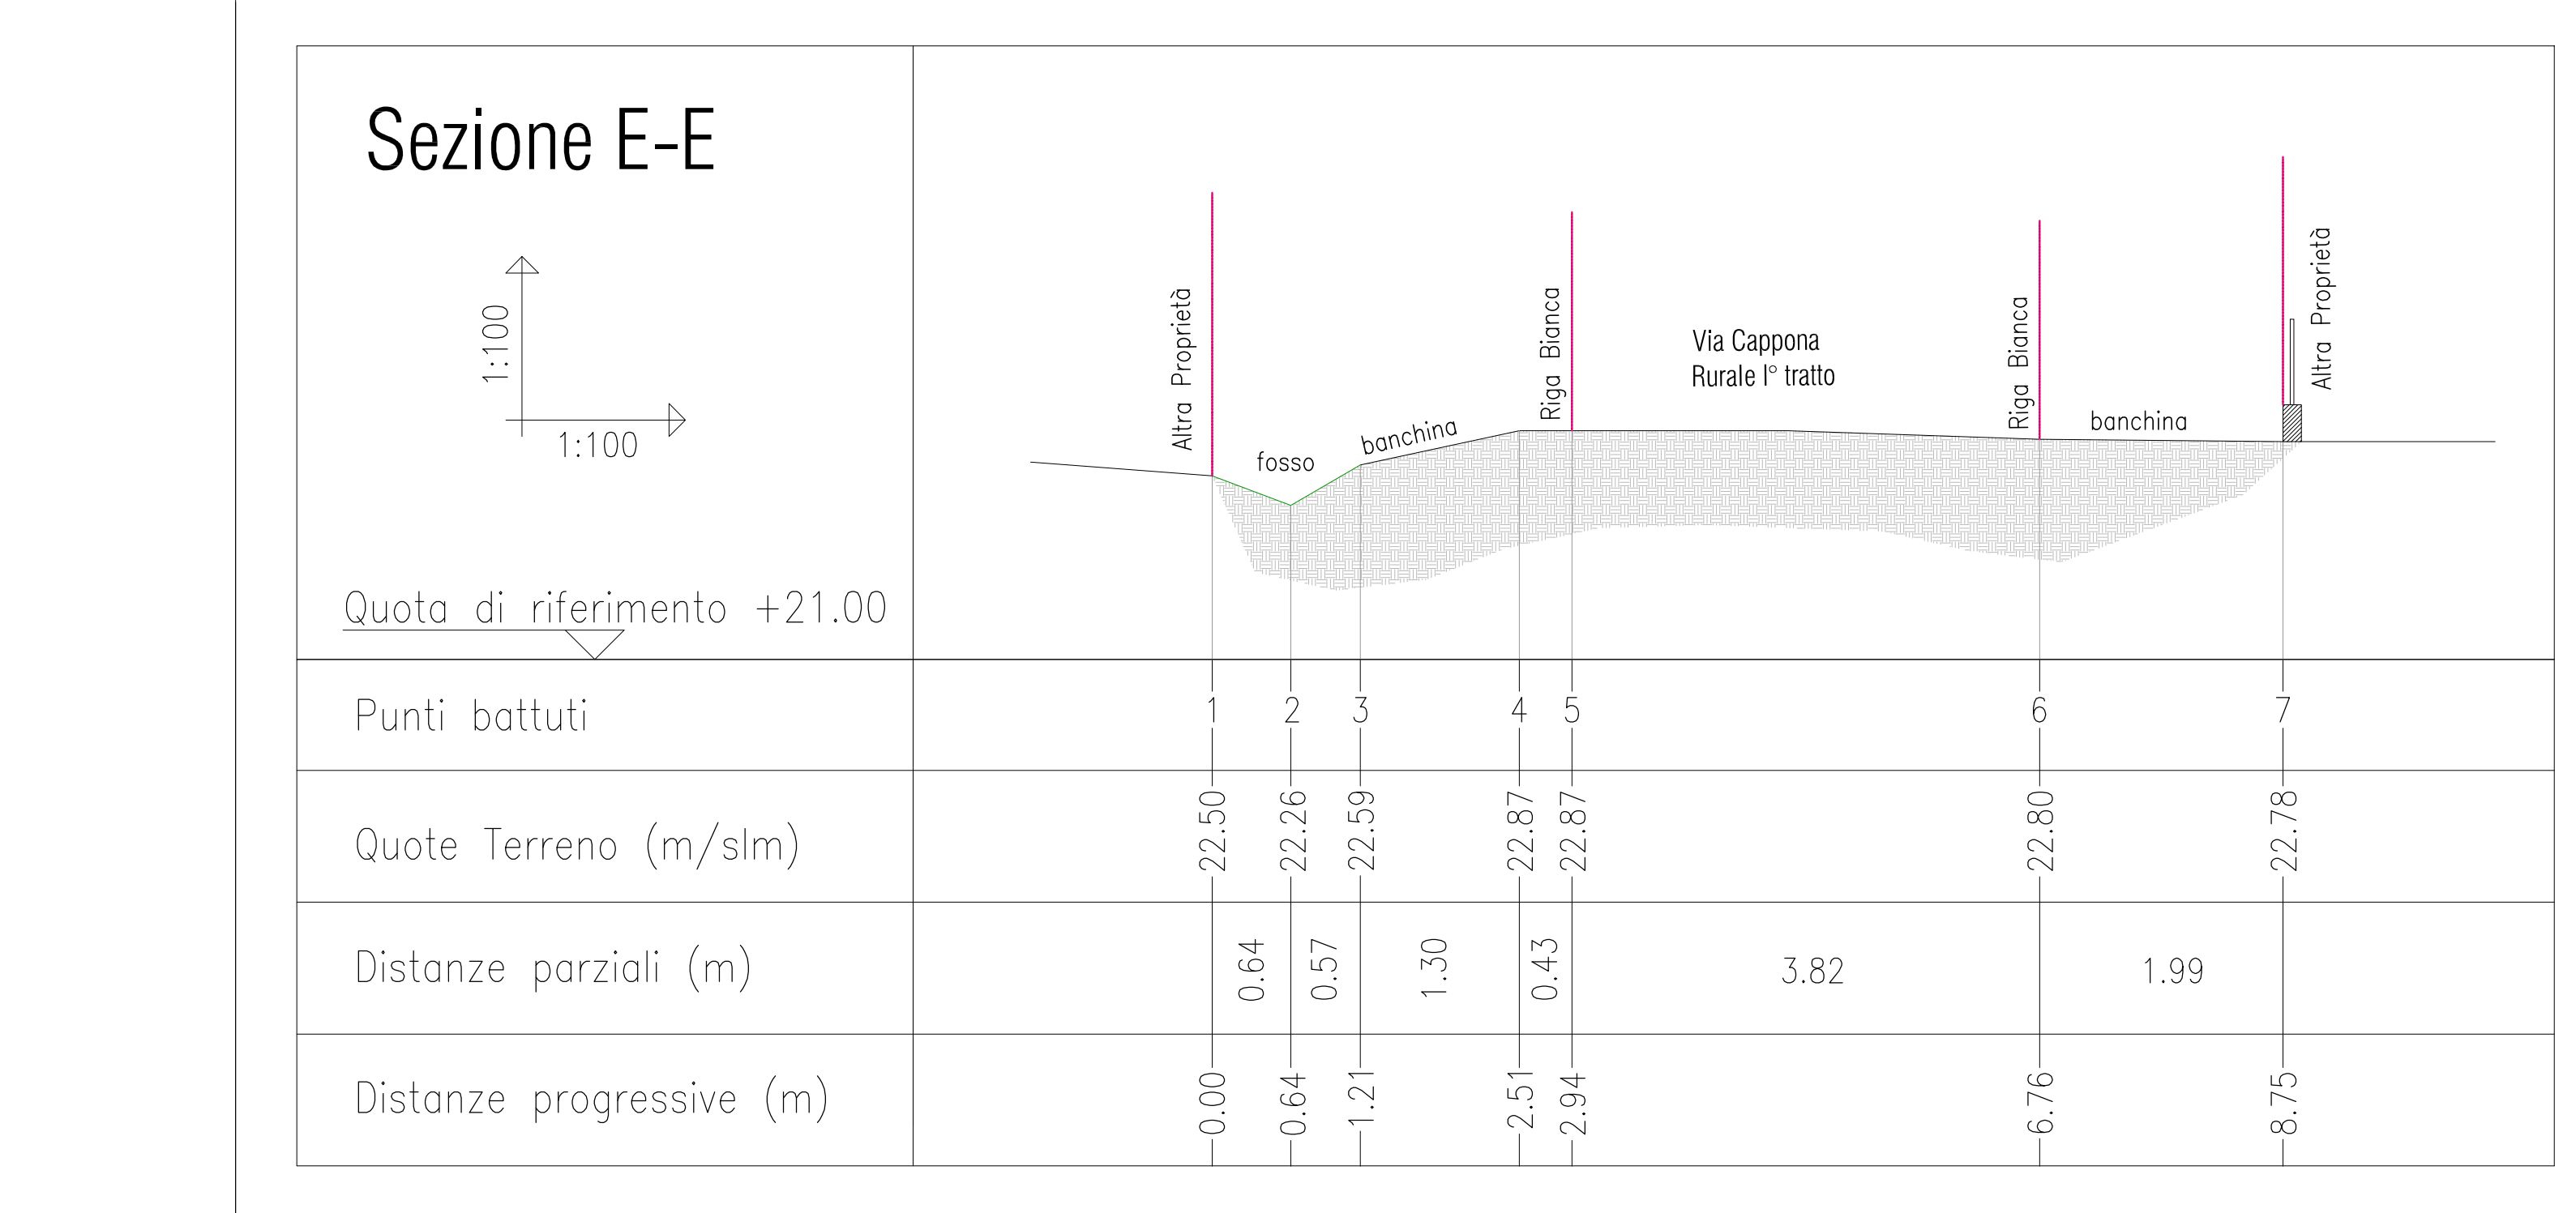 Sezione E-E
1:100
1:100
Quota di riferimento +21.00
Altra Proprietà
fosso
banchina
Riga Bianca
Via Cappona
Rurale I° tratto
Riga Bianca
banchina
Altra Proprietà
Punti battuti 1 2 3 4 5 6 7
Quote Terreno (m/slm) 22.50 22.26 22.59 22.87 22.87 22.80 22.78
Distanze parziali (m) 0.64 0.57 1.30 0.43 3.82 1.99
Distanze progressive (m) 0.00 0.64 1.21 2.51 2.94 6.76 8.75